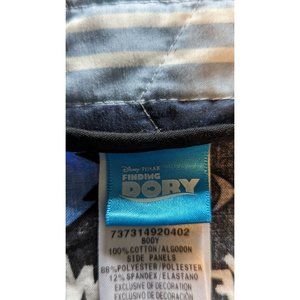 Disney·PIXAR
FINDING
DORY
737314920402
BODY
100% COTTON/ALGODON
SIDE PANELS
88% POLYESTER/POLIESTER
12% SPANDEX/ELASTANO
EXCLUSIVE OF DECORATION
EXCLUSIVO DE DECORACION